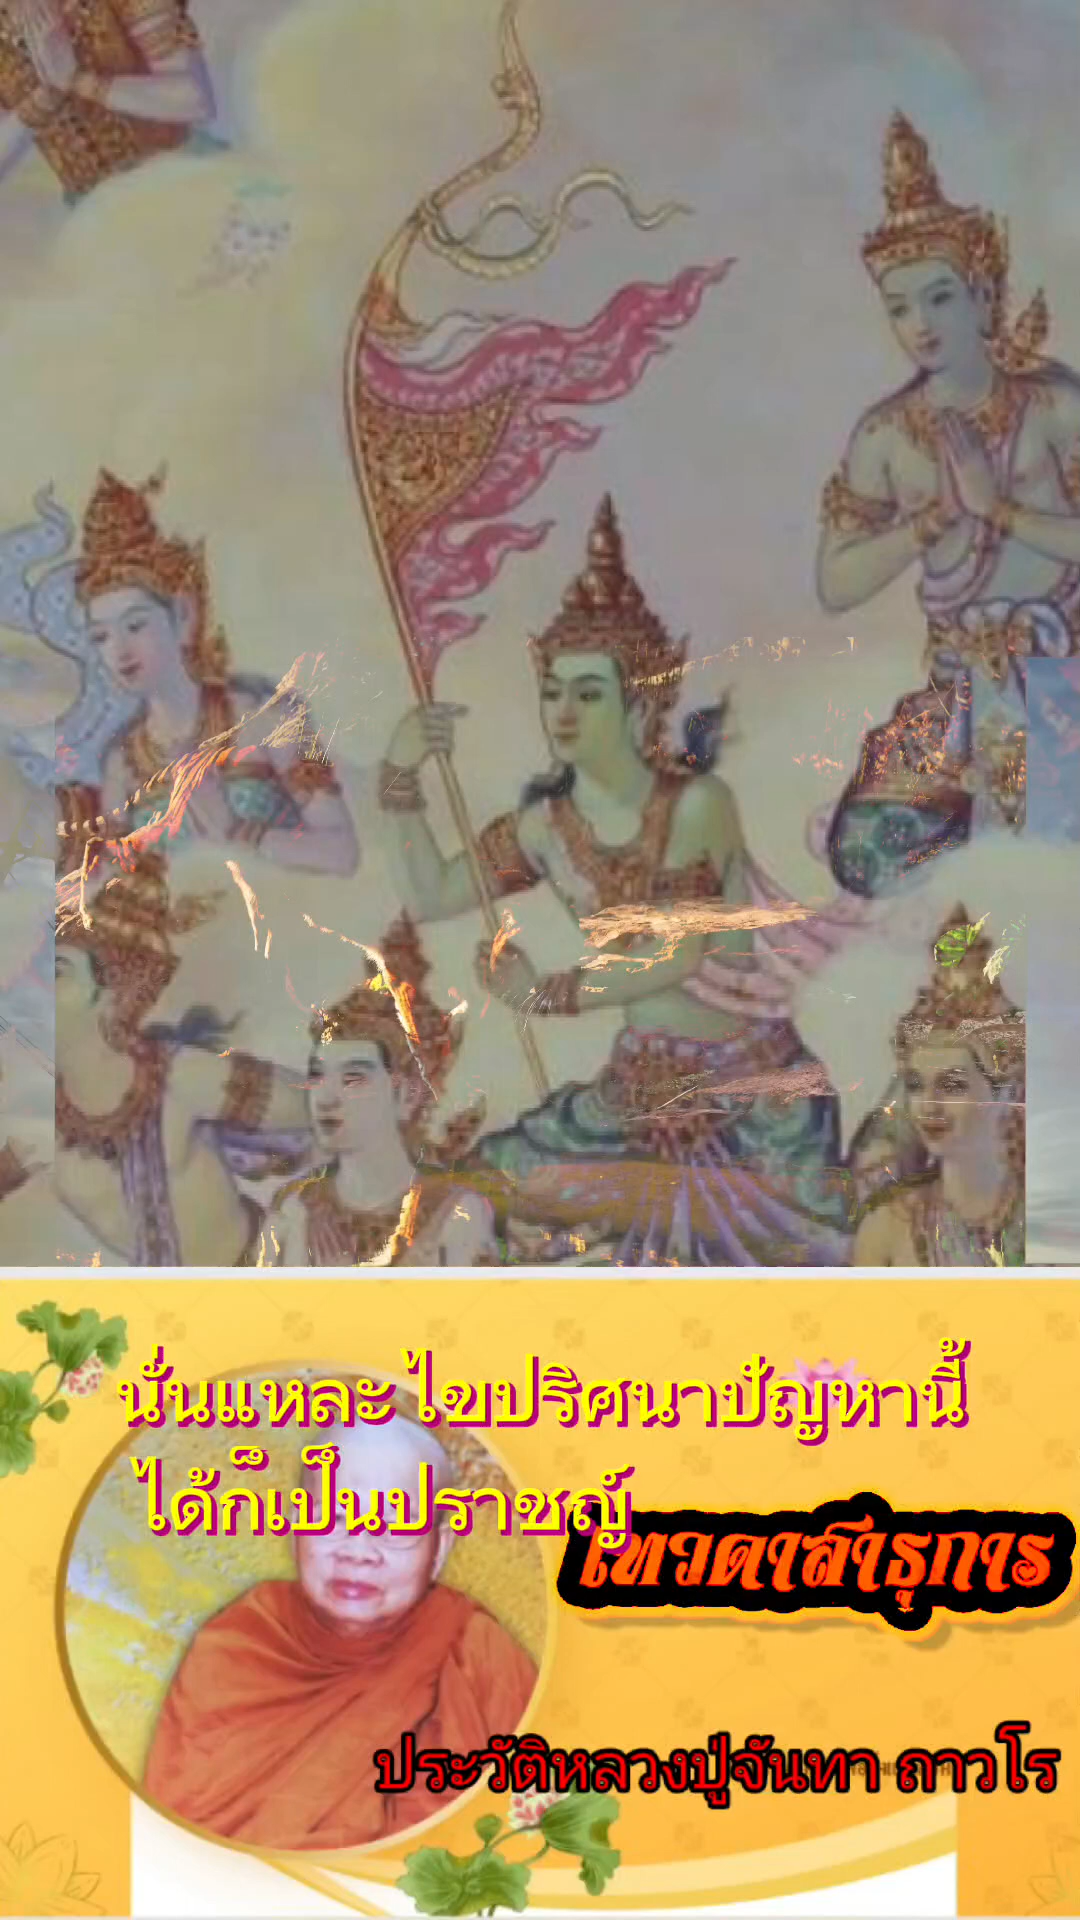 นั่นแหละ ไขปริศนาปัญหานี้
ได้ก็เป็นปราชญ์
เทวดาสาธุการ
ประวัติหลวงปู่จันทา ถาวโร